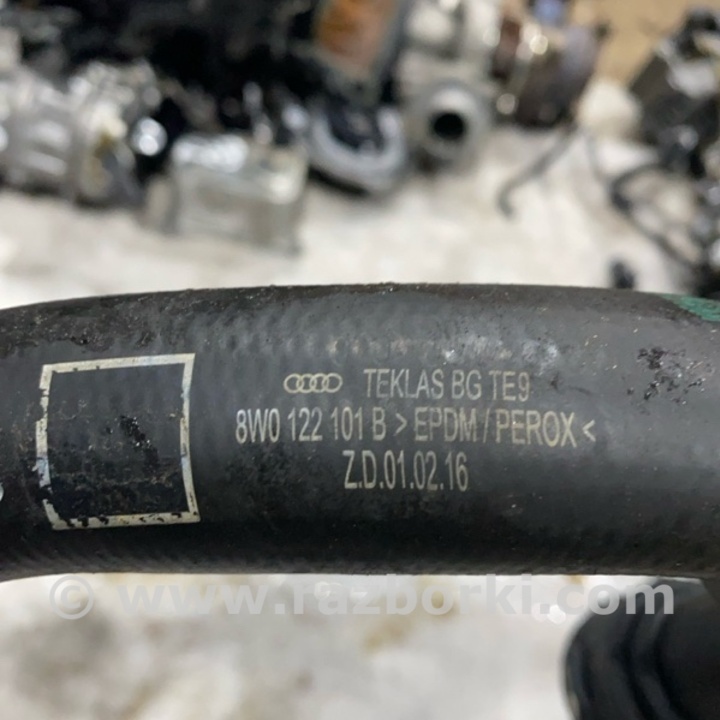 TEKLAS BG TE9
8W0 122 101 B > EPDM / PEROX <
Z.D.01.02.16
© www.razborki.com ®